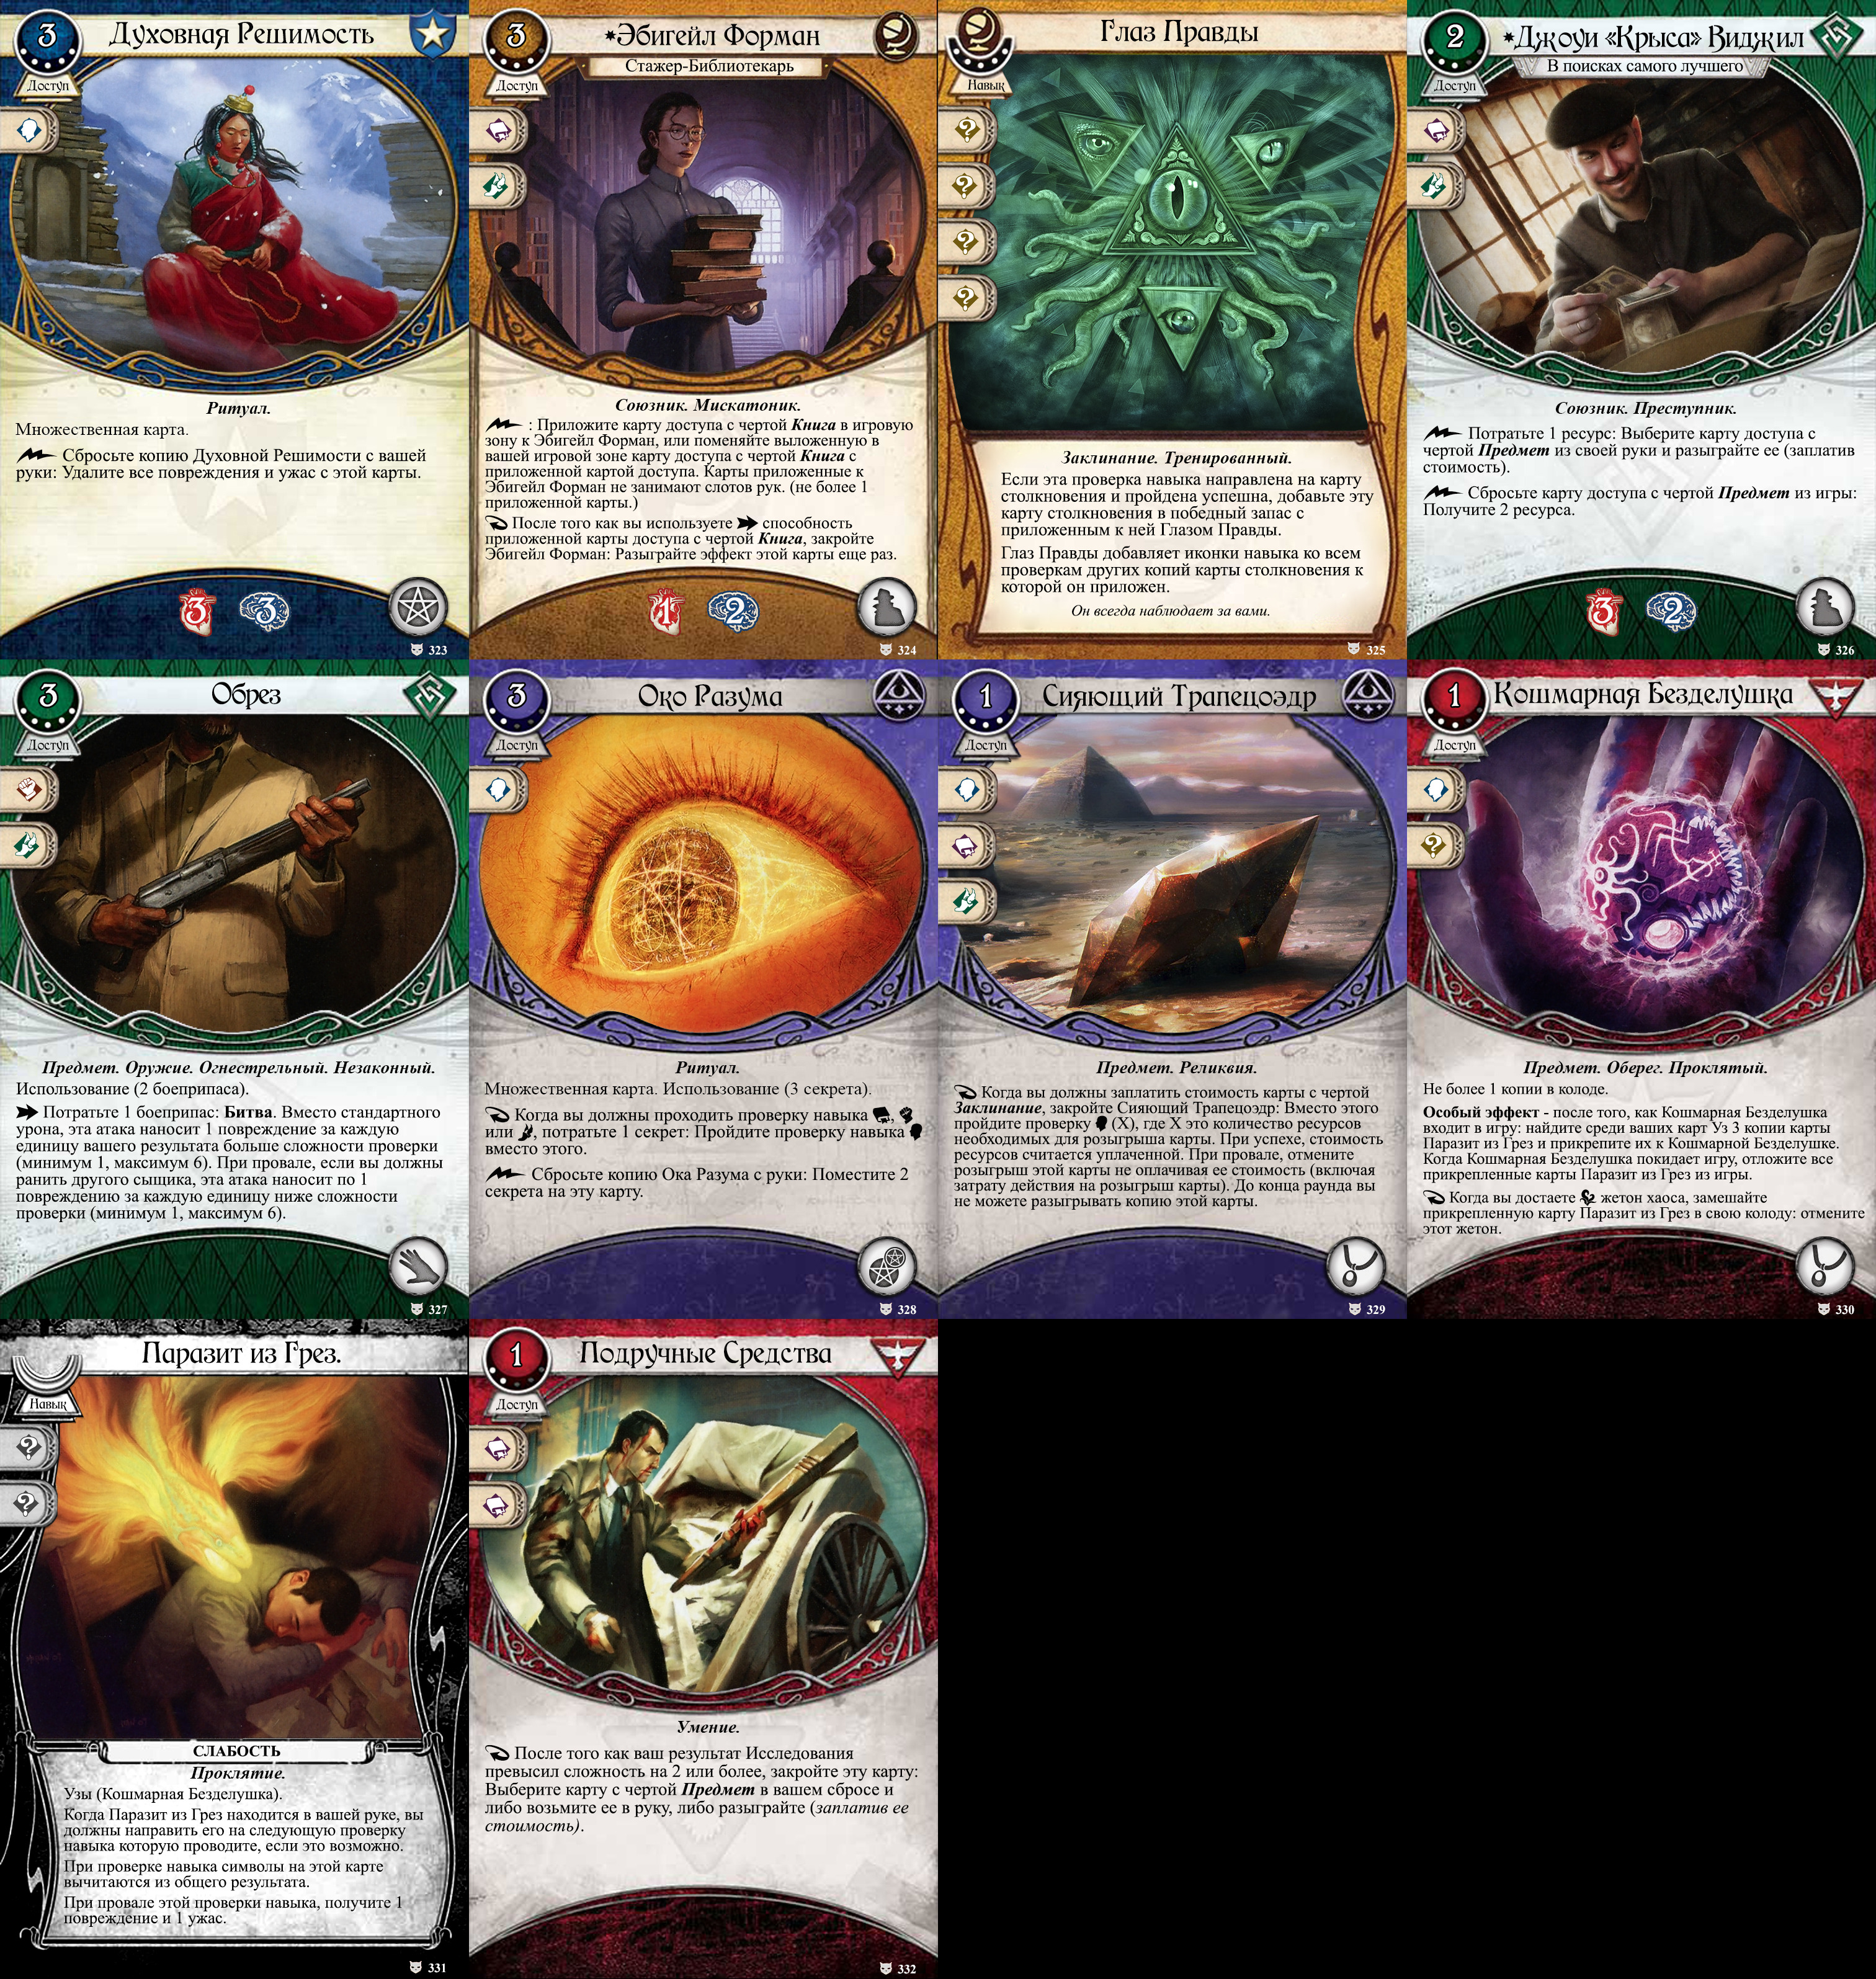 3
Духовная Решимость
Доступ
Ритуал.
Множественная карта.
Сбросьте копию Духовной Решимость с вашей
руки: Удалите все повреждения и ужас с этой карты.
3
3
323
3
Эбигейл Форман
Стажер-Библиотекарь
Доступ
Союзник. Мискатоник.
: Приложите карту доступа с чертой Книга в игровую
зону к Эбигейл Форман, или поменяйте выложенную в
вашей игровой зоне карту доступа с чертой Книга с
приложенной картой доступа. Карты приложенные к
Эбигейл Форман не занимают слотов рук. (не более 1
приложенной карты.)
После того как вы используете способность
приложенной карты доступа с чертой Книга, закройте
Эбигейл Форман: Разыграйте эффект этой карты еще раз.
1
2
324
Глаз Правды
Навык
?
?
?
?
Заклинание. Тренированный.
Если эта проверка навыка направлена на карту
столкновения и пройдена успешна, добавьте эту
карту столкновения в победный запас с
приложенным к ней Глазом Правды.
Глаз Правды добавляет иконки навыка ко всем
проверкам других копий карты столкновения к
которой он приложен.
Он всегда наблюдает за вами.
325
2
Джоуи «Крыса» Виджил
В поисках самого лучшего
Доступ
Союзник. Преступник.
Потратьте 1 ресурс: Выберите карту доступа с
чертой Предмет из своей руки и разыграйте ее (заплатив
стоимость).
Сбросьте карту доступа с чертой Предмет из игры:
Получите 2 ресурса.
3
2
326
3
Обрез
Доступ
Предмет. Оружие. Огнестрельный. Незаконный.
Использование (2 боеприпаса).
Потратьте 1 боеприпас: Битва. Вместо стандартного
урона, эта атака наносит 1 повреждение за каждую
единицу вашего результата больше сложности проверки
(минимум 1, максимум 6). При провале, если вы должны
ранить другого сыщика, эта атака наносит по 1
повреждению за каждую единицу ниже сложности
проверки (минимум 1, максимум 6).
327
3
Око Разума
Доступ
Ритуал.
Множественная карта. Использование (3 секрета).
Когда вы должны проходить проверку навыка ,
или , потратьте 1 секрет: Пройдите проверку навыка
вместо этого.
Сбросьте копию Ока Разума с руки: Поместите 2
секрета на эту карту.
328
1
Сияющий Трапецоэдр
Доступ
Предмет. Реликвия.
Когда вы должны заплатить стоимость карты с чертой
Заклинание, закройте Сияющий Трапецоэдр: Вместо этого
пройдите проверку (X), где X это количество ресурсов
необходимых для розыгрыша карты. При успехе, стоимость
ресурсов считается уплаченной. При провале, отмените
розыгрыш этой карты не оплачивая ее стоимость (включая
затрату действия на розыгрыш карты). До конца раунда вы
не можете разыгрывать копию этой карты.
329
1
Кошмарная Безделушка
Доступ
?
Предмет. Оберег. Проклятый.
Не более 1 копии в колоде.
Особый эффект - после того, как Кошмарная Безделушка
входит в игру: найдите среди ваших карт Уз 3 копии карты
Паразит из Грез и прикрепите их к Кошмарной Безделушке.
Когда Кошмарная Безделушка покидает игру, отложите все
прикрепленные карты Паразит из Грез из игры.
Когда вы достаете жетон хаоса, замешайте
прикрепленную карту Паразит из Грез в свою колоду: отмените
этот жетон.
330
Паразит из Грез.
Навык
?
?
СЛАБОСТЬ
Проклятие.
Узы (Кошмарная Безделушка).
Когда Паразит из Грез находится в вашей руке, вы
должны направить его на следующую проверку
навыка которую проводите, если это возможно.
При проверке навыка символы на этой карте
вычитаются из общего результата.
При провале этой проверки навыка, получите 1
повреждение и 1 ужас.
331
1
Подручные Средства
Доступ
Умение.
После того как ваш результат Исследования
превысил сложность на 2 или более, закройте эту карту:
Выберите карту с чертой Предмет в вашем сбросе и
либо возьмите ее в руку, либо разыграйте (заплатив ее
стоимость).
332